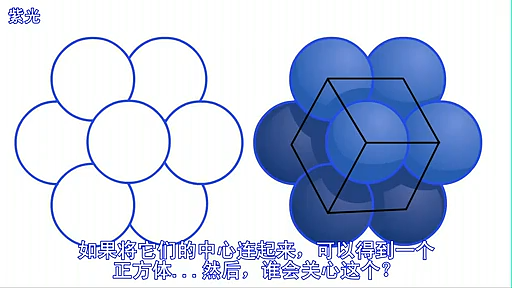 紫光
如果将它们的中心连起来，可以得到一个
正方体...然后，谁会关心这个？